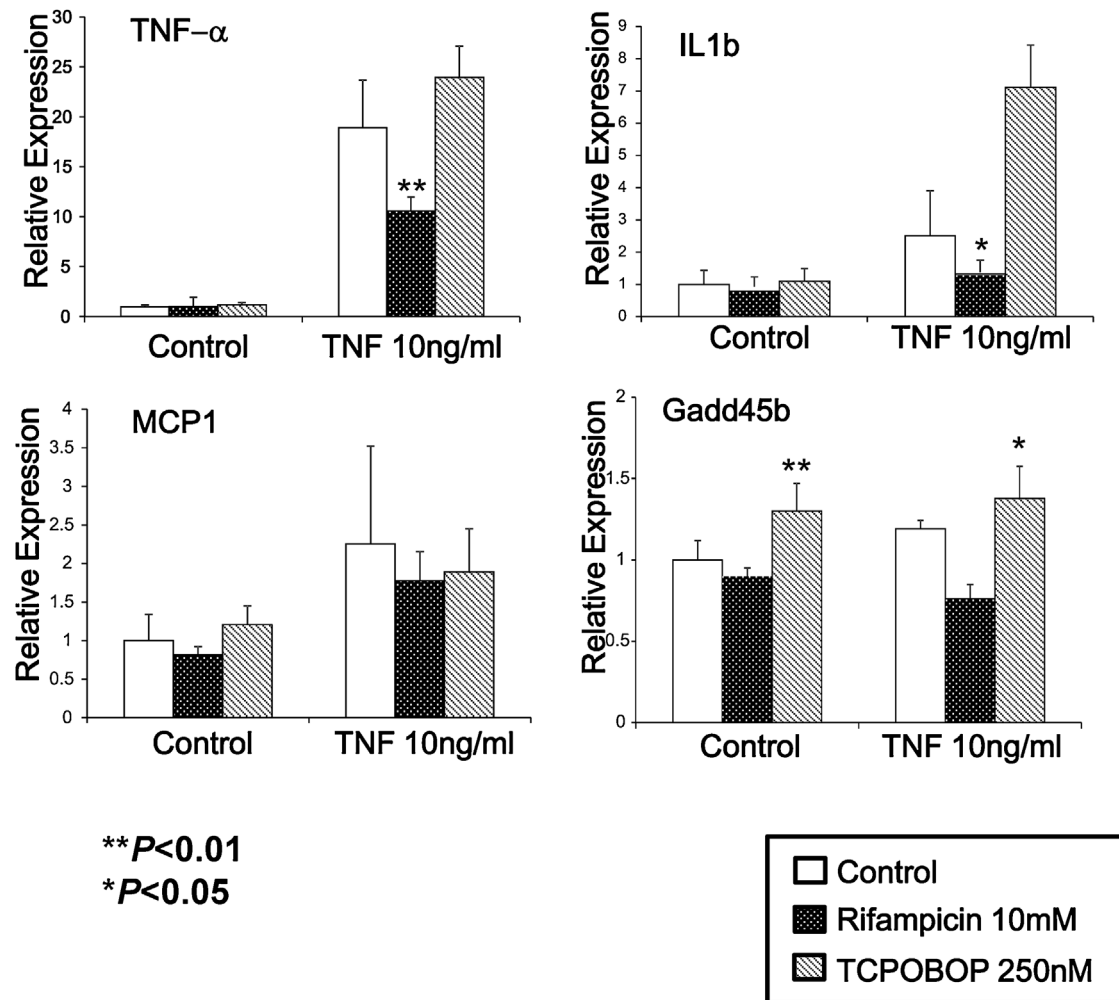 TNF–α
Relative Expression
30
25
20
15
10
5
0
**
Control
TNF 10ng/ml
IL1b
Relative Expression
9
8
7
6
5
4
3
2
1
0
*
Control
TNF 10ng/ml
MCP1
Relative Expression
4
3.5
3
2.5
2
1.5
1
0.5
0
Control
TNF 10ng/ml
Gadd45b
Relative Expression
2
1.5
1
0.5
0
**
*
Control
TNF 10ng/ml
**P<0.01
*P<0.05
Control
Rifampicin 10mM
TCPOBOP 250nM